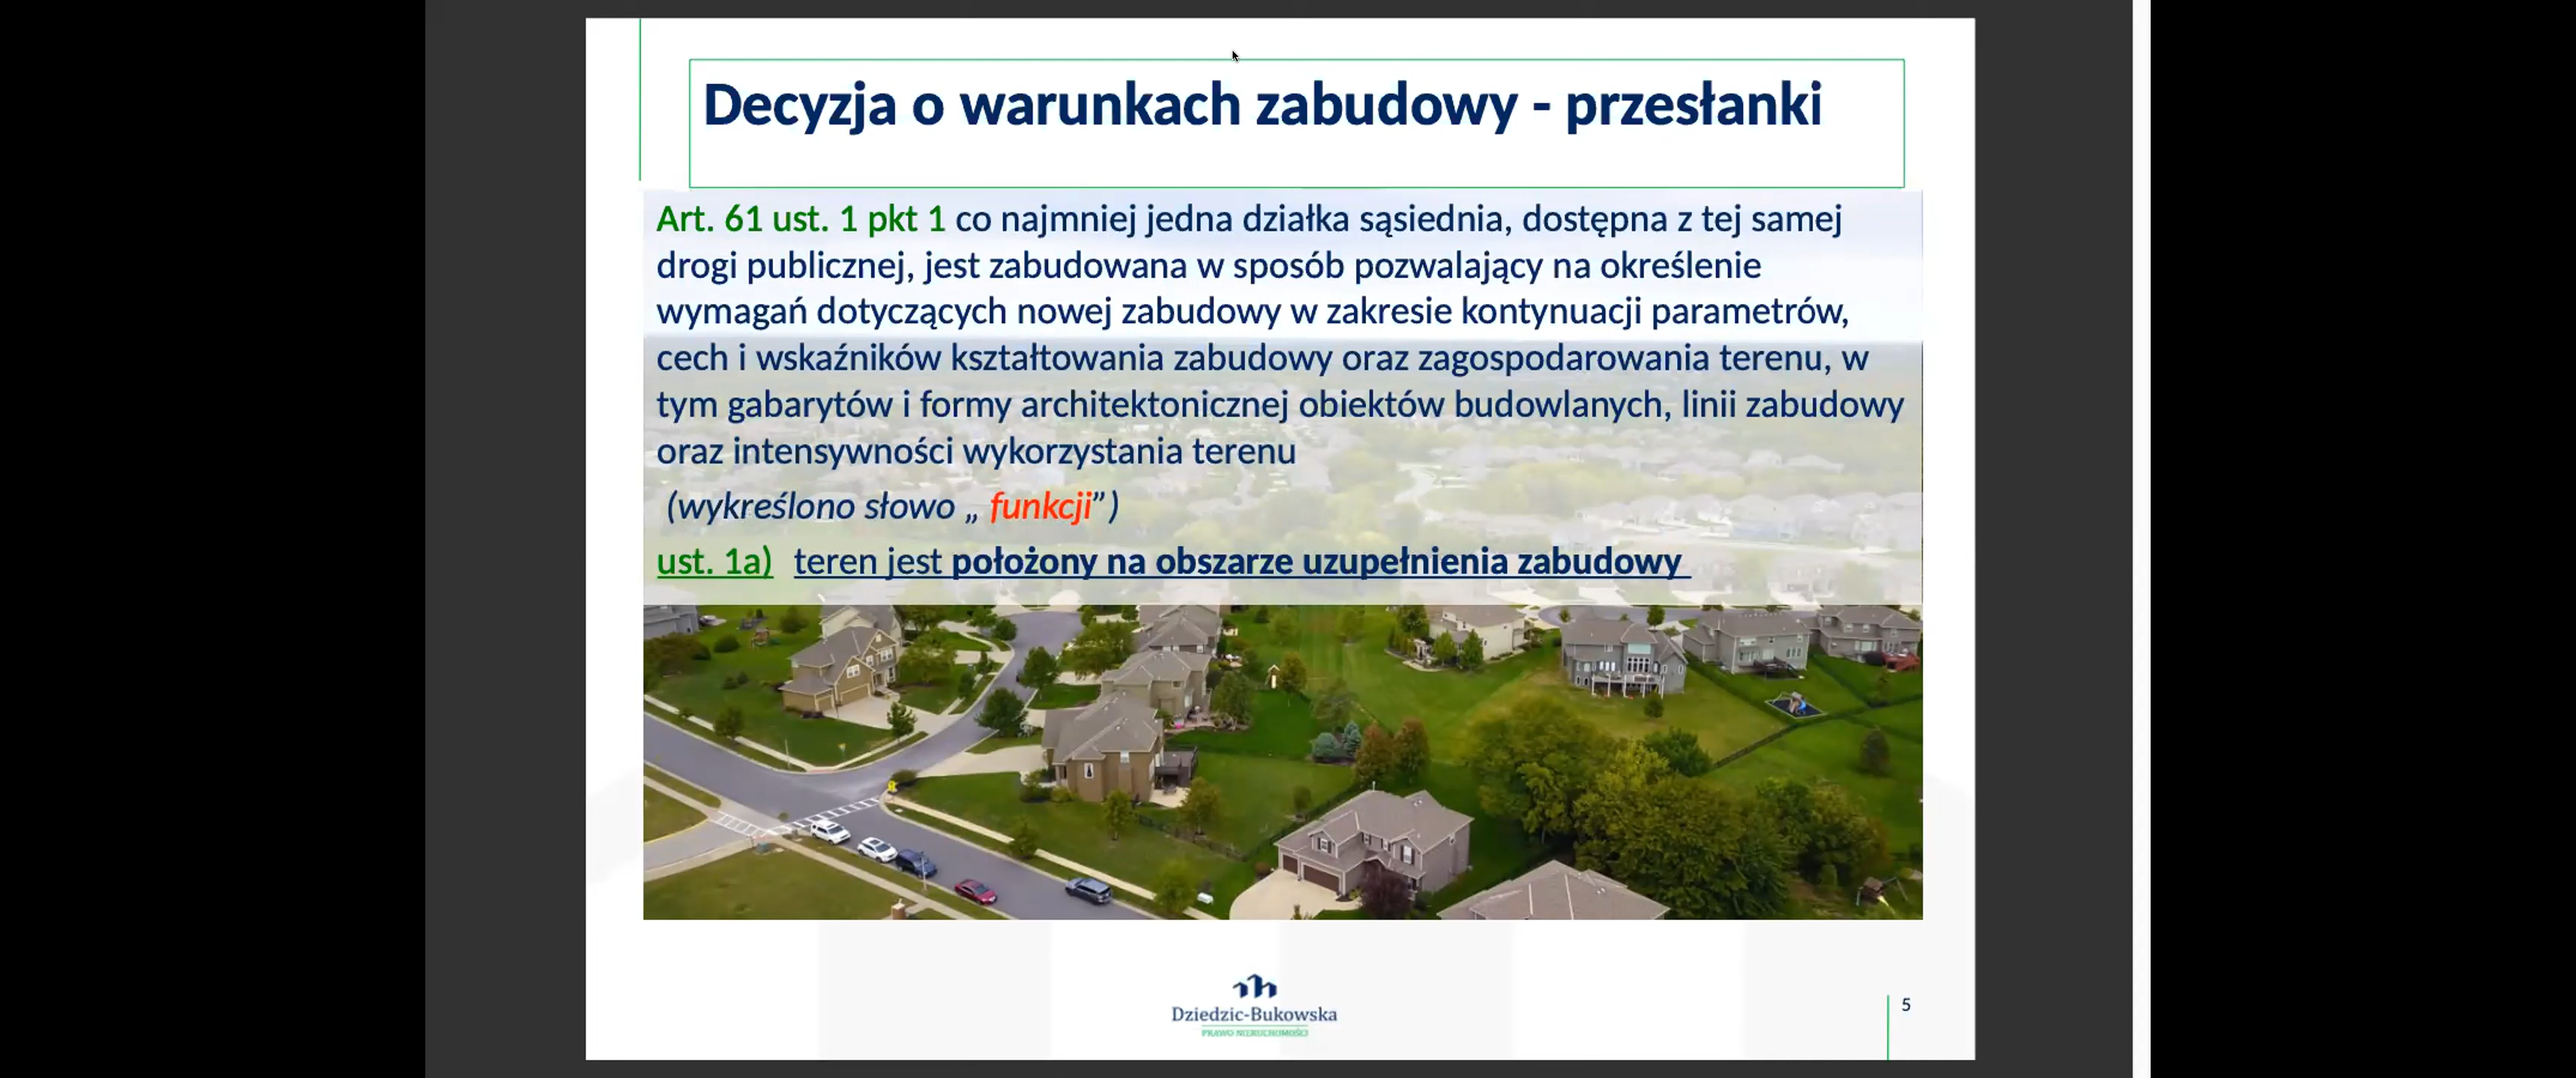 Decyzja o warunkach zabudowy - przesłanki
Art. 61 ust. 1 pkt 1 co najmniej jedna działka sąsiednia, dostępna z tej samej
drogi publicznej, jest zabudowana w sposób pozwalający na określenie
wymagań dotyczących nowej zabudowy w zakresie kontynuacji parametrów,
cech i wskaźników kształtowania zabudowy oraz zagospodarowania terenu, w
tym gabarytów i formy architektonicznej obiektów budowlanych, linii zabudowy
oraz intensywności wykorzystania terenu
(wykreślono słowo „ funkcji”)
ust. 1a) teren jest położony na obszarze uzupełnienia zabudowy
Dziedzic-Bukowska
PRAWO NIERUCHOMOŚCI
5